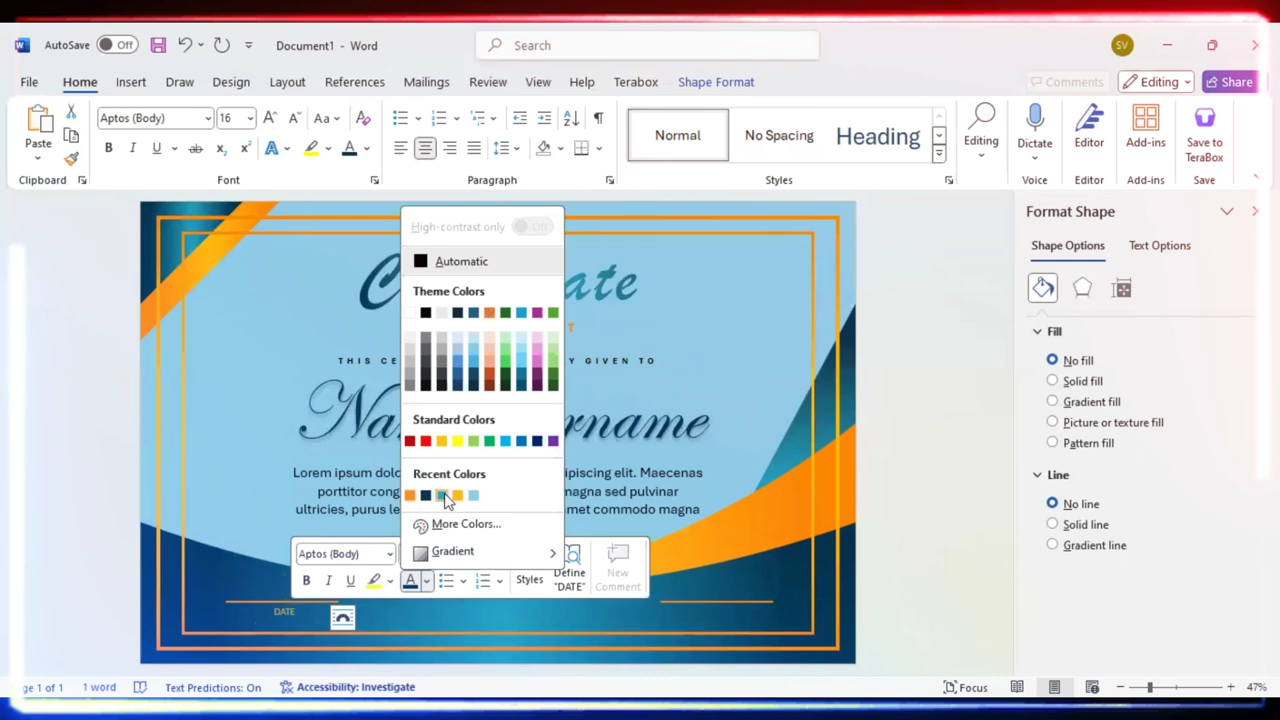 AutoSave Off Document1 - Word Search SV
File Home Insert Draw Design Layout References Mailings Review View Help Terabox Shape Format Comments Editing Share
Paste Aptos (Body) 16 Aa Normal No Spacing Heading Editing Dictate Editor Add-ins Save to TeraBox
Clipboard Font Paragraph Styles Voice Editor Add-ins Save
Format Shape
Shape Options Text Options
Fill
No fill
Solid fill
Gradient fill
Picture or texture fill
Pattern fill
Line
No line
Solid line
Gradient line
High-contrast only Off
Automatic
Theme Colors
Standard Colors
Recent Colors
More Colors...
Gradient
C ate
T
THIS CE Y GIVEN TO
Na rname
Lorem ipsum dolo ipiscing elit. Maecenas
porttitor cong magna sed pulvinar
ultricies, purus le met commodo magna
Aptos (Body) Styles Define "DATE" New Comment
B I U A
DATE
ge 1 of 1 1 word Text Predictions: On Accessibility: Investigate Focus 47%